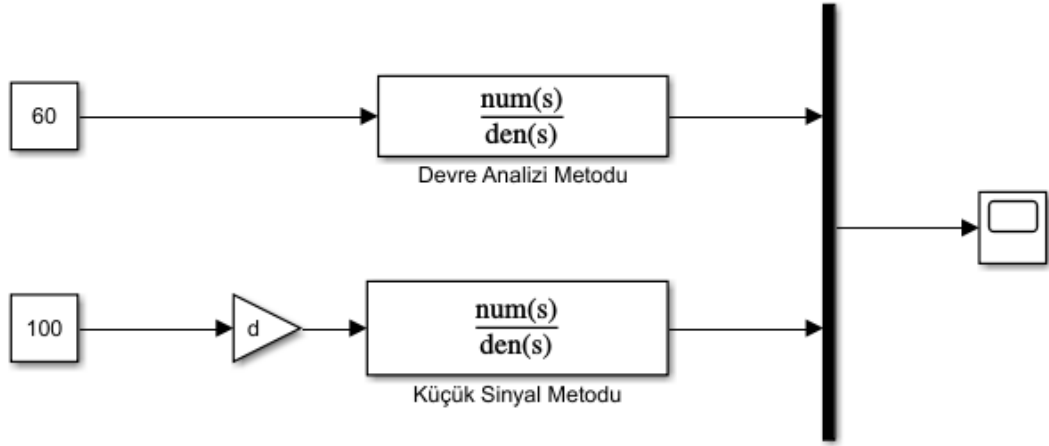 60
num(s)
den(s)
Devre Analizi Metodu
100
d
num(s)
den(s)
Küçük Sinyal Metodu